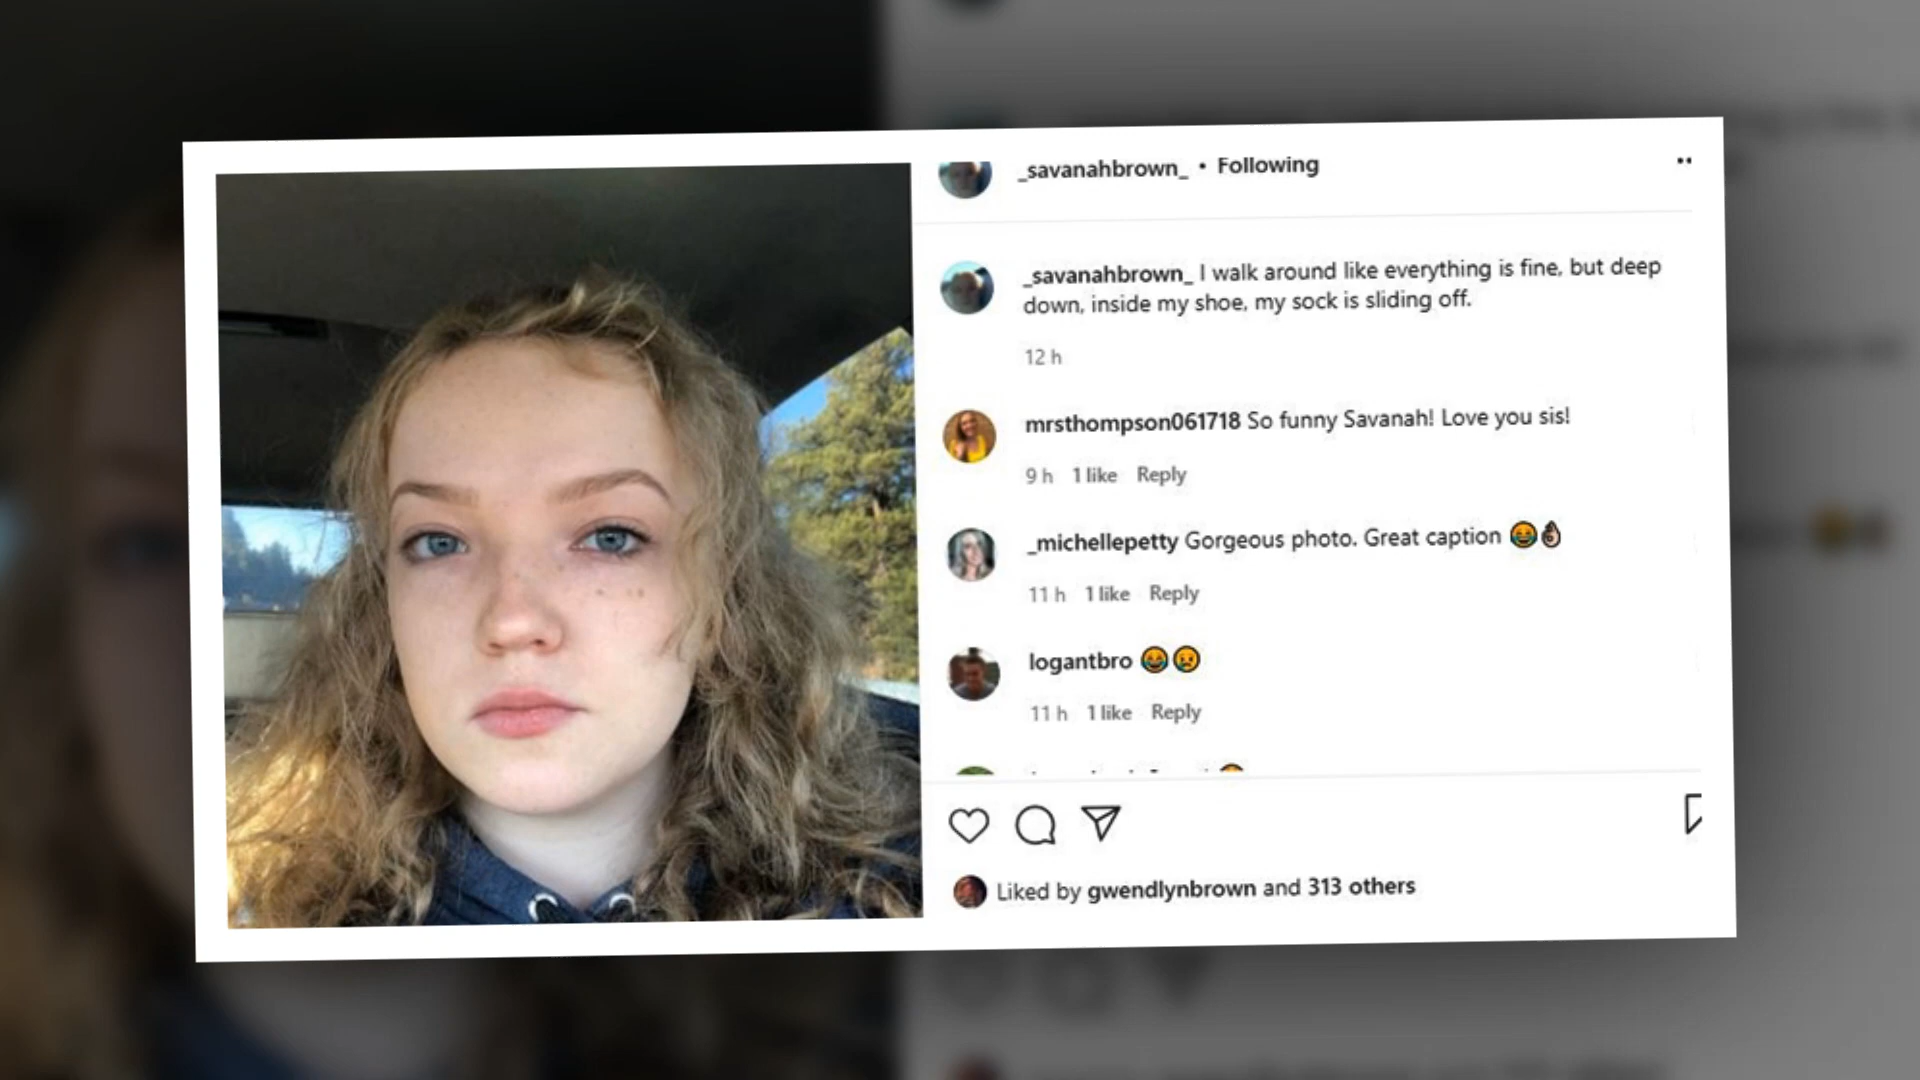 _savanahbrown_ • Following
_savanahbrown_ I walk around like everything is fine, but deep
down, inside my shoe, my sock is sliding off.
12 h
mrsthompson061718 So funny Savanah! Love you sis!
9 h 1 like Reply
_michellepetty Gorgeous photo. Great caption 😂👌🏻
11 h 1 like Reply
logantbro 😂😢
11 h 1 like Reply
Liked by gwendlynbrown and 313 others